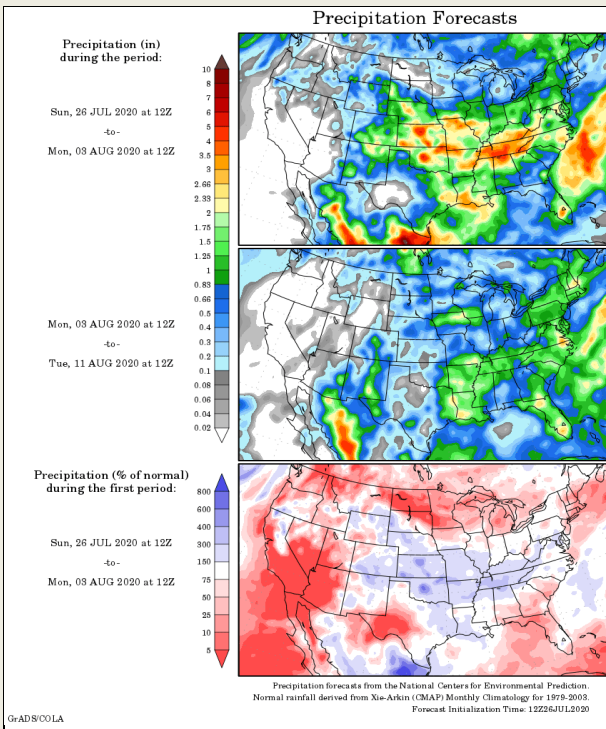 Precipitation Forecasts
Precipitation (in)
during the period:
Sun, 26 JUL 2020 at 12Z
-to-
Mon, 03 AUG 2020 at 12Z
10
8
7
6
5
4
3.5
3
2.66
2.33
2
1.75
1.5
1.25
1
0.83
0.66
0.5
0.4
0.3
0.2
0.1
0.08
0.06
0.04
0.02
Mon, 03 AUG 2020 at 12Z
-to-
Tue, 11 AUG 2020 at 12Z
Precipitation (% of normal)
during the first period:
Sun, 26 JUL 2020 at 12Z
-to-
Mon, 03 AUG 2020 at 12Z
800
600
400
300
150
75
50
25
10
5
Precipitation forecasts from the National Centers for Environmental Prediction.
Normal rainfall derived from Xie-Arkin (CMAP) Monthly Climatology for 1979-2003.
Forecast Initialization Time: 12Z26JUL2020
GrADS/COLA